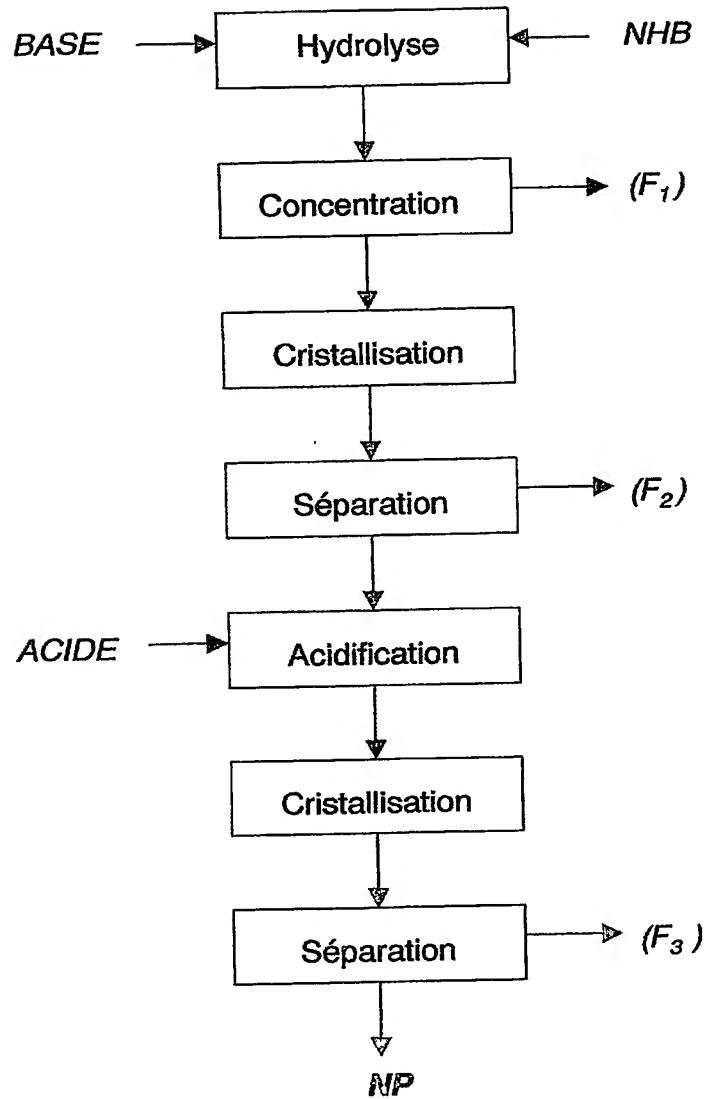 BASE
Hydrolyse
NHB
Concentration
(F₁)
Cristallisation
Séparation
(F₂)
ACIDE
Acidification
Cristallisation
Séparation
(F₃)
NP